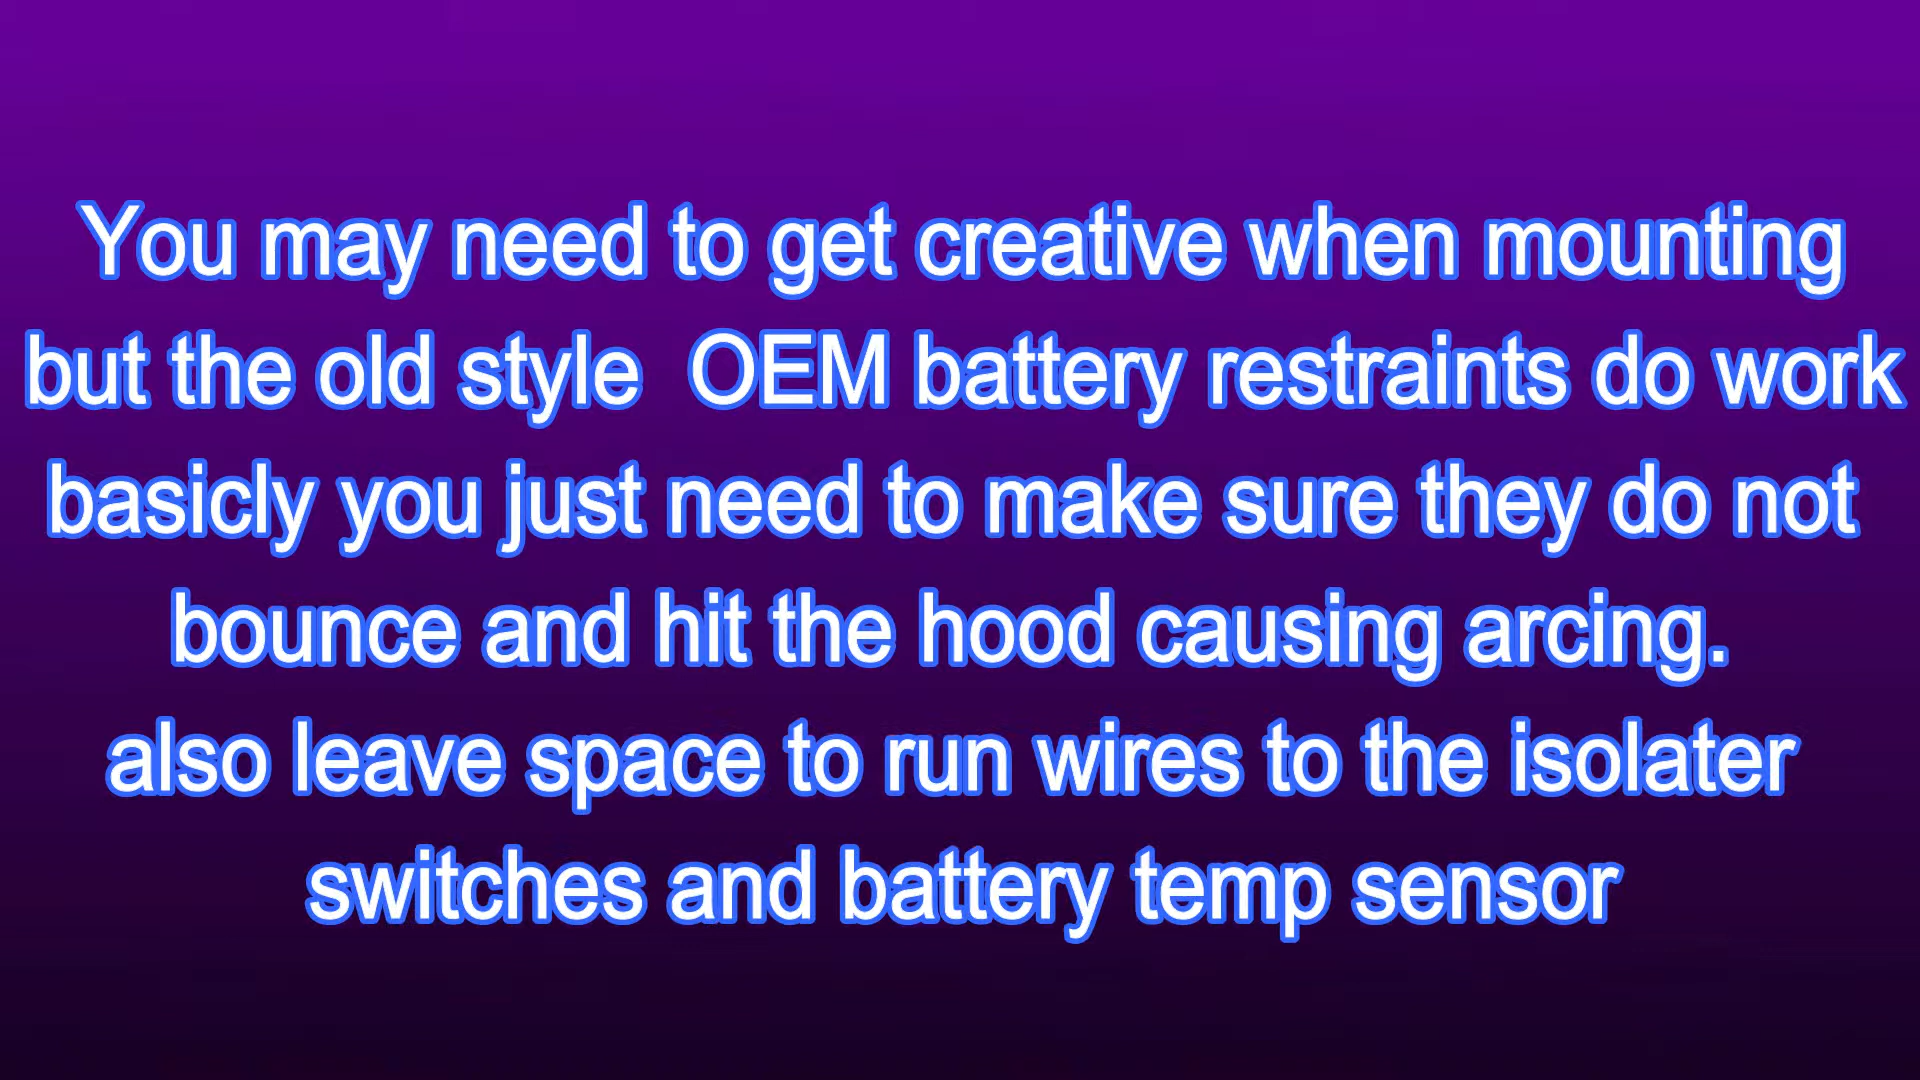 You may need to get creative when mounting
but the old style  OEM battery restraints do work
basicly you just need to make sure they do not
bounce and hit the hood causing arcing.
also leave space to run wires to the isolater
switches and battery temp sensor